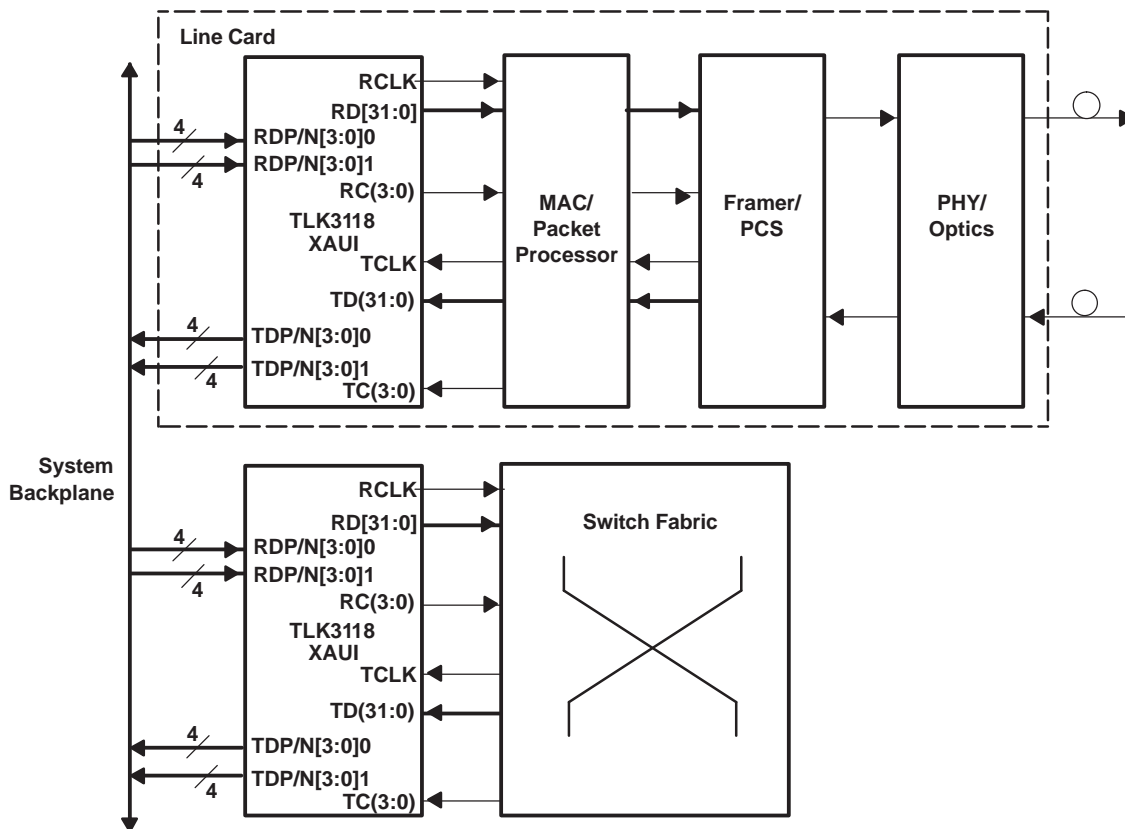 Line Card
RCLK
RD[31:0]
4
RDP/N[3:0]0
RDP/N[3:0]1
4
RC(3:0)
TLK3118
XAUI
TCLK
TD(31:0)
4
TDP/N[3:0]0
TDP/N[3:0]1
4
TC(3:0)
MAC/
Packet
Processor
Framer/
PCS
PHY/
Optics
System
Backplane
RCLK
RD[31:0]
4
RDP/N[3:0]0
RDP/N[3:0]1
4
RC(3:0)
TLK3118
XAUI
TCLK
TD(31:0)
4
TDP/N[3:0]0
TDP/N[3:0]1
4
TC(3:0)
Switch Fabric